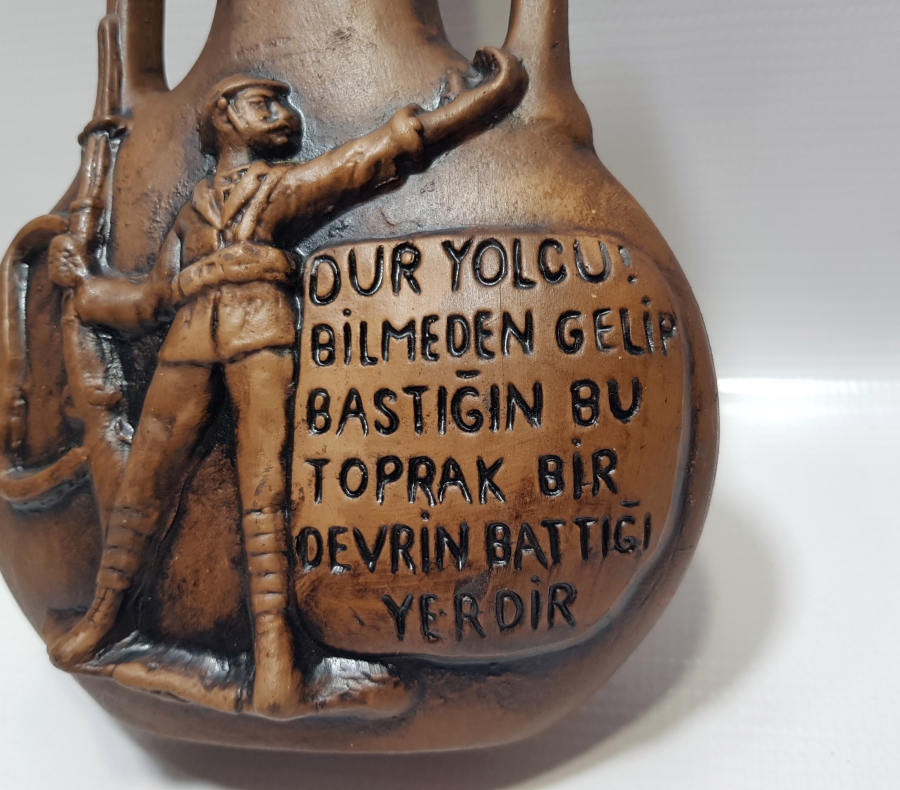 DUR YOLCU!
BİLMEDEN GELİP
BASTIĞIN BU
TOPRAK BİR
DEVRİN BATTIĞI
YERDİR